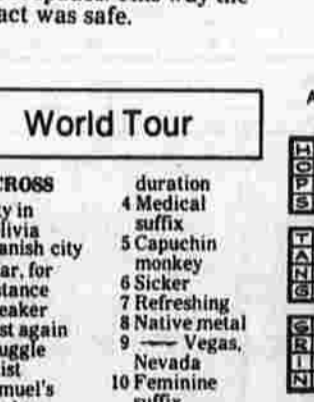 act was safe.
World Tour
duration
4 Medical
suffix
5 Capuchin
monkey
6 Sicker
7 Refreshing
8 Native metal
9 — Vegas,
Nevada
10 Feminine
suffix
CROSS
y in
livia
anish city
ar, for
stance
eaker
st again
uggle
ist
muel's
A
HOPS
TANG
GRIN